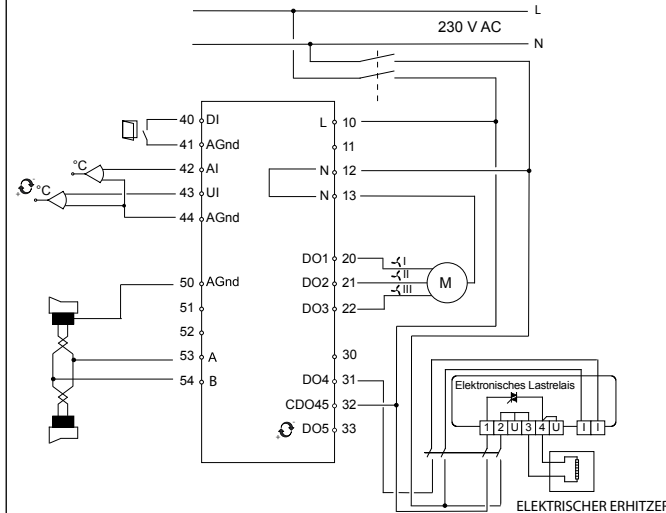 L
230 V AC
N
40 DI
41 AGnd
°C 42 AI
°C 43 UI
44 AGnd
50 AGnd
51
52
53 A
54 B
L 10
11
N 12
N 13
DO1 20
DO2 21
DO3 22
I
II
III
M
30
DO4 31
CDO45 32
DO5 33
Elektronisches Lastrelais
1 2 U 3 4 U I I
ELEKTRISCHER ERHITZER